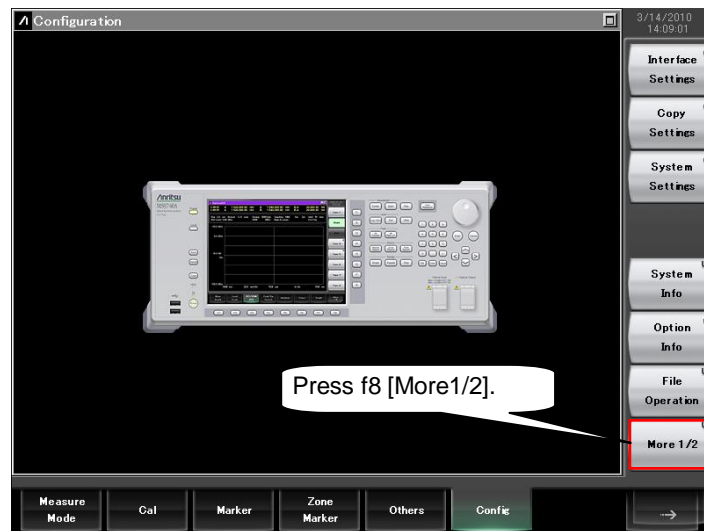 Configuration
3/14/2010
14:09:01
Interface
Settings
Copy
Settings
System
Settings
System
Info
Option
Info
File
Operation
More 1/2
Anritsu
Press f8 [More1/2].
Measure
Mode
Cal
Marker
Zone
Marker
Others
Config
→